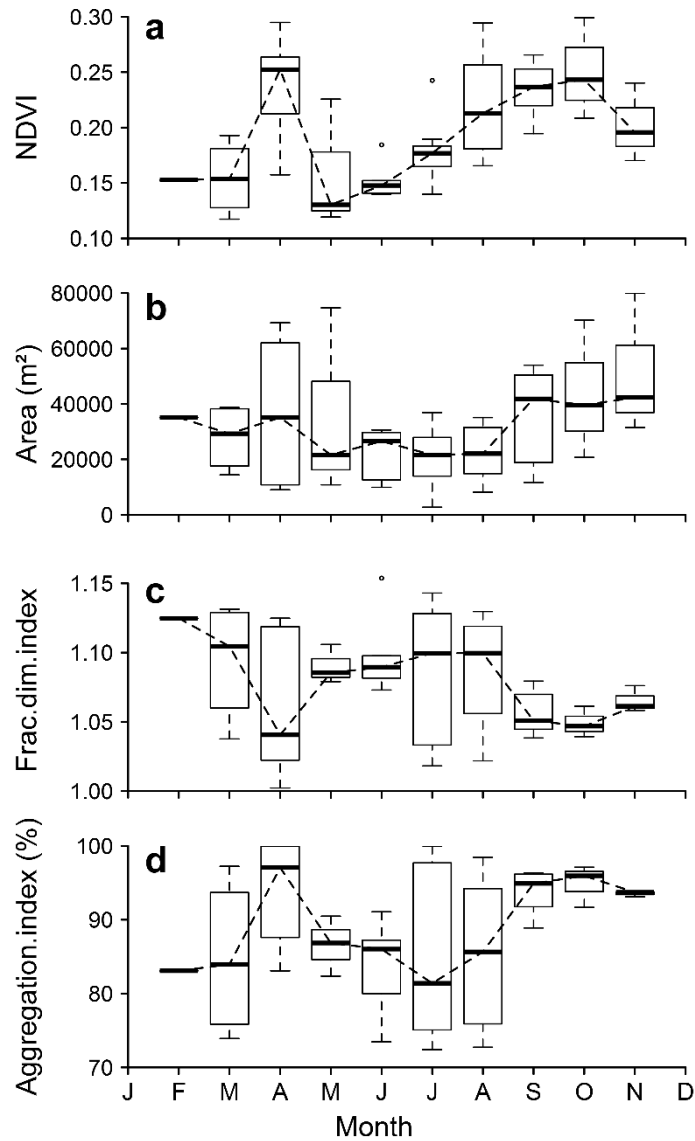 a
NDVI
0.30
0.25
0.20
0.15
0.10
b
Area (m²)
80000
60000
40000
20000
0
c
Frac.dim.index
1.15
1.10
1.05
1.00
d
Aggregation.index (%)
100
90
80
70
J F M A M J J A S O N D
Month